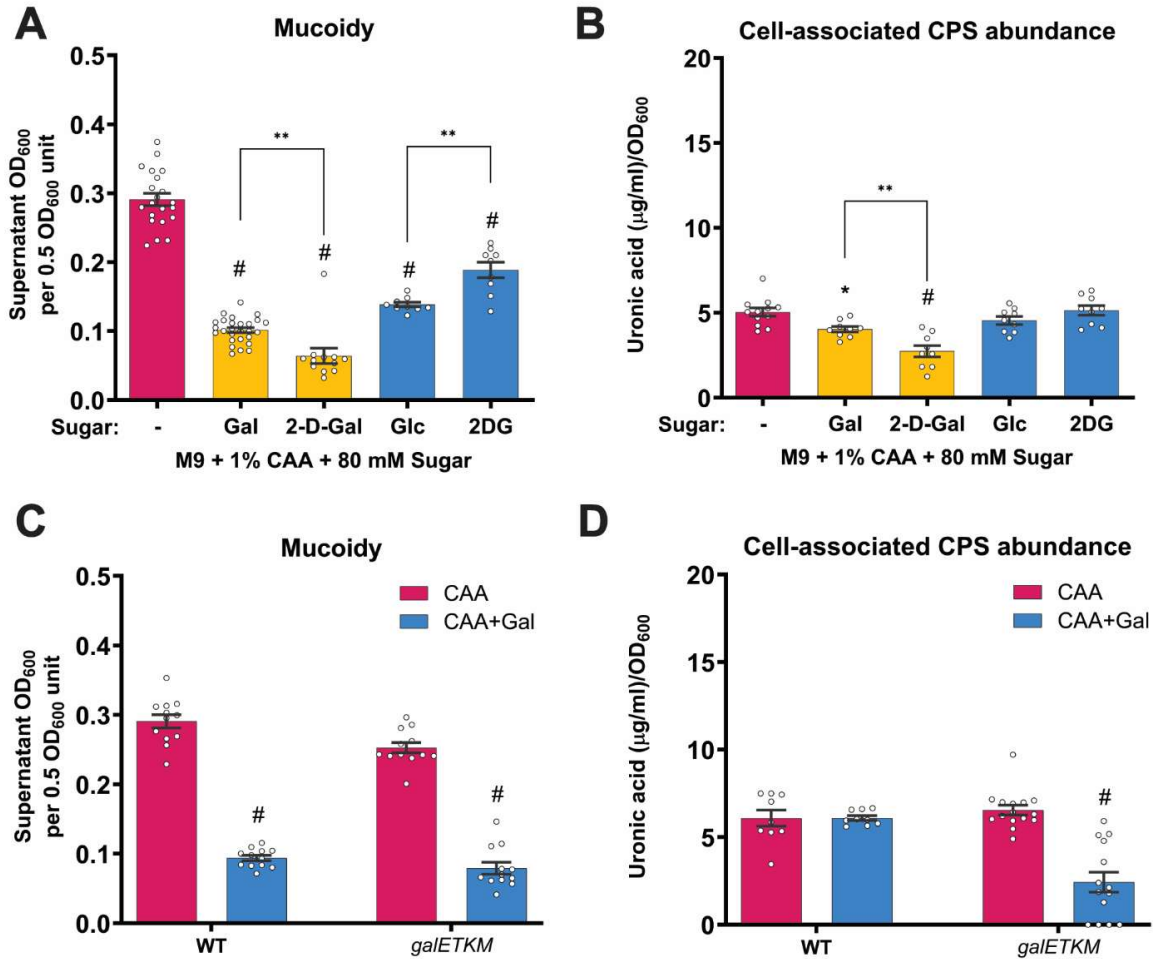 A
Mucoidy
Supernatant OD600
per 0.5 OD600 unit
0.5
0.4
0.3
0.2
0.1
0.0
**
**
#
#
#
#
Sugar: - Gal 2-D-Gal Glc 2DG
M9 + 1% CAA + 80 mM Sugar
B
Cell-associated CPS abundance
Uronic acid (μg/ml)/OD600
20
15
10
5
0
**
*
#
Sugar: - Gal 2-D-Gal Glc 2DG
M9 + 1% CAA + 80 mM Sugar
C
Mucoidy
Supernatant OD600
per 0.5 OD600 unit
0.5
0.4
0.3
0.2
0.1
0.0
CAA
CAA+Gal
#
#
WT galETKM
D
Cell-associated CPS abundance
Uronic acid (μg/ml)/OD600
20
15
10
5
0
CAA
CAA+Gal
#
WT galETKM